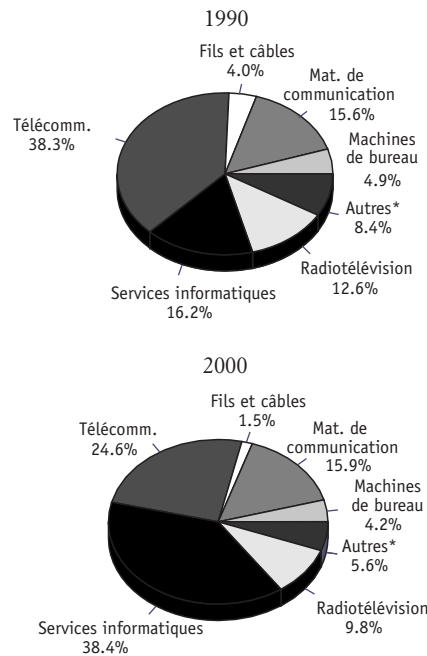 1990
Fils et câbles
4.0%
Mat. de
communication
15.6%
Télécomm.
38.3%
Machines
de bureau
4.9%
Autres*
8.4%
Radiotélévision
12.6%
Services informatiques
16.2%
2000
Fils et câbles
1.5%
Télécomm.
24.6%
Mat. de
communication
15.9%
Machines
de bureau
4.2%
Autres*
5.6%
Radiotélévision
9.8%
Services informatiques
38.4%